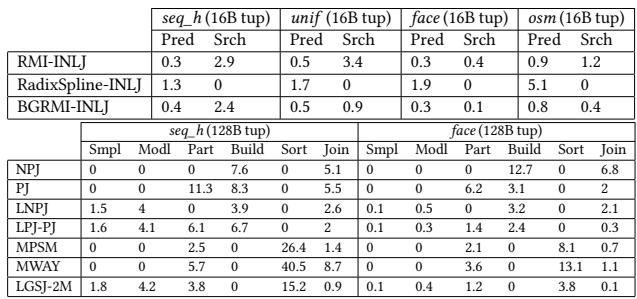 seq_h (16B tup) unif (16B tup) face (16B tup) osm (16B tup)
Pred Srch Pred Srch Pred Srch Pred Srch
RMI-INLJ 0.3 2.9 0.5 3.4 0.3 0.4 0.9 1.2
RadixSpline-INLJ 1.3 0 1.7 0 1.9 0 5.1 0
BGRMI-INLJ 0.4 2.4 0.5 0.9 0.3 0.1 0.8 0.4
seq_h (128B tup) face (128B tup)
Smpl Modl Part Build Sort Join Smpl Modl Part Build Sort Join
NPJ 0 0 0 7.6 0 5.1 0 0 0 12.7 0 6.8
PJ 0 0 11.3 8.3 0 5.5 0 0 6.2 3.1 0 2
LNPJ 1.5 4 0 3.9 0 2.6 0.1 0.5 0 3.2 0 2.1
LPJ-PJ 1.6 4.1 6.1 6.7 0 2 0.1 0.3 1.4 2.4 0 0.3
MPSM 0 0 2.5 0 26.4 1.4 0 0 2.1 0 8.1 0.7
MWAY 0 0 5.7 0 40.5 8.7 0 0 3.6 0 13.1 1.1
LGSJ-2M 1.8 4.2 3.8 0 15.2 0.9 0.1 0.4 1.2 0 3.8 0.1